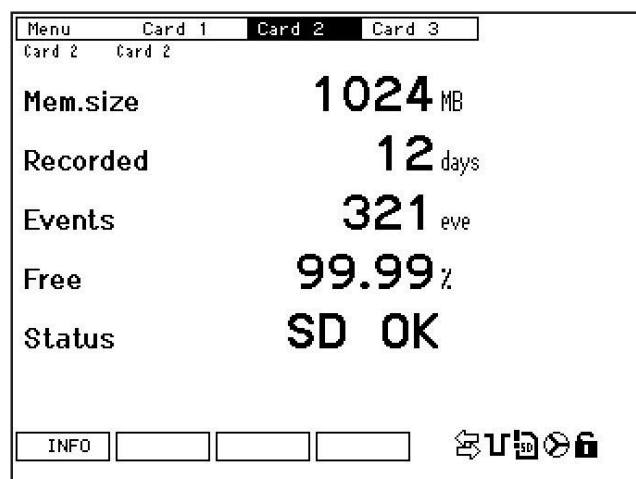 Menu Card 1 Card 2 Card 3
Card 2 Card 2
Mem.size 1024 MB
Recorded 12 days
Events 321 eve
Free 99.99 %
Status SD OK
INFO
SD